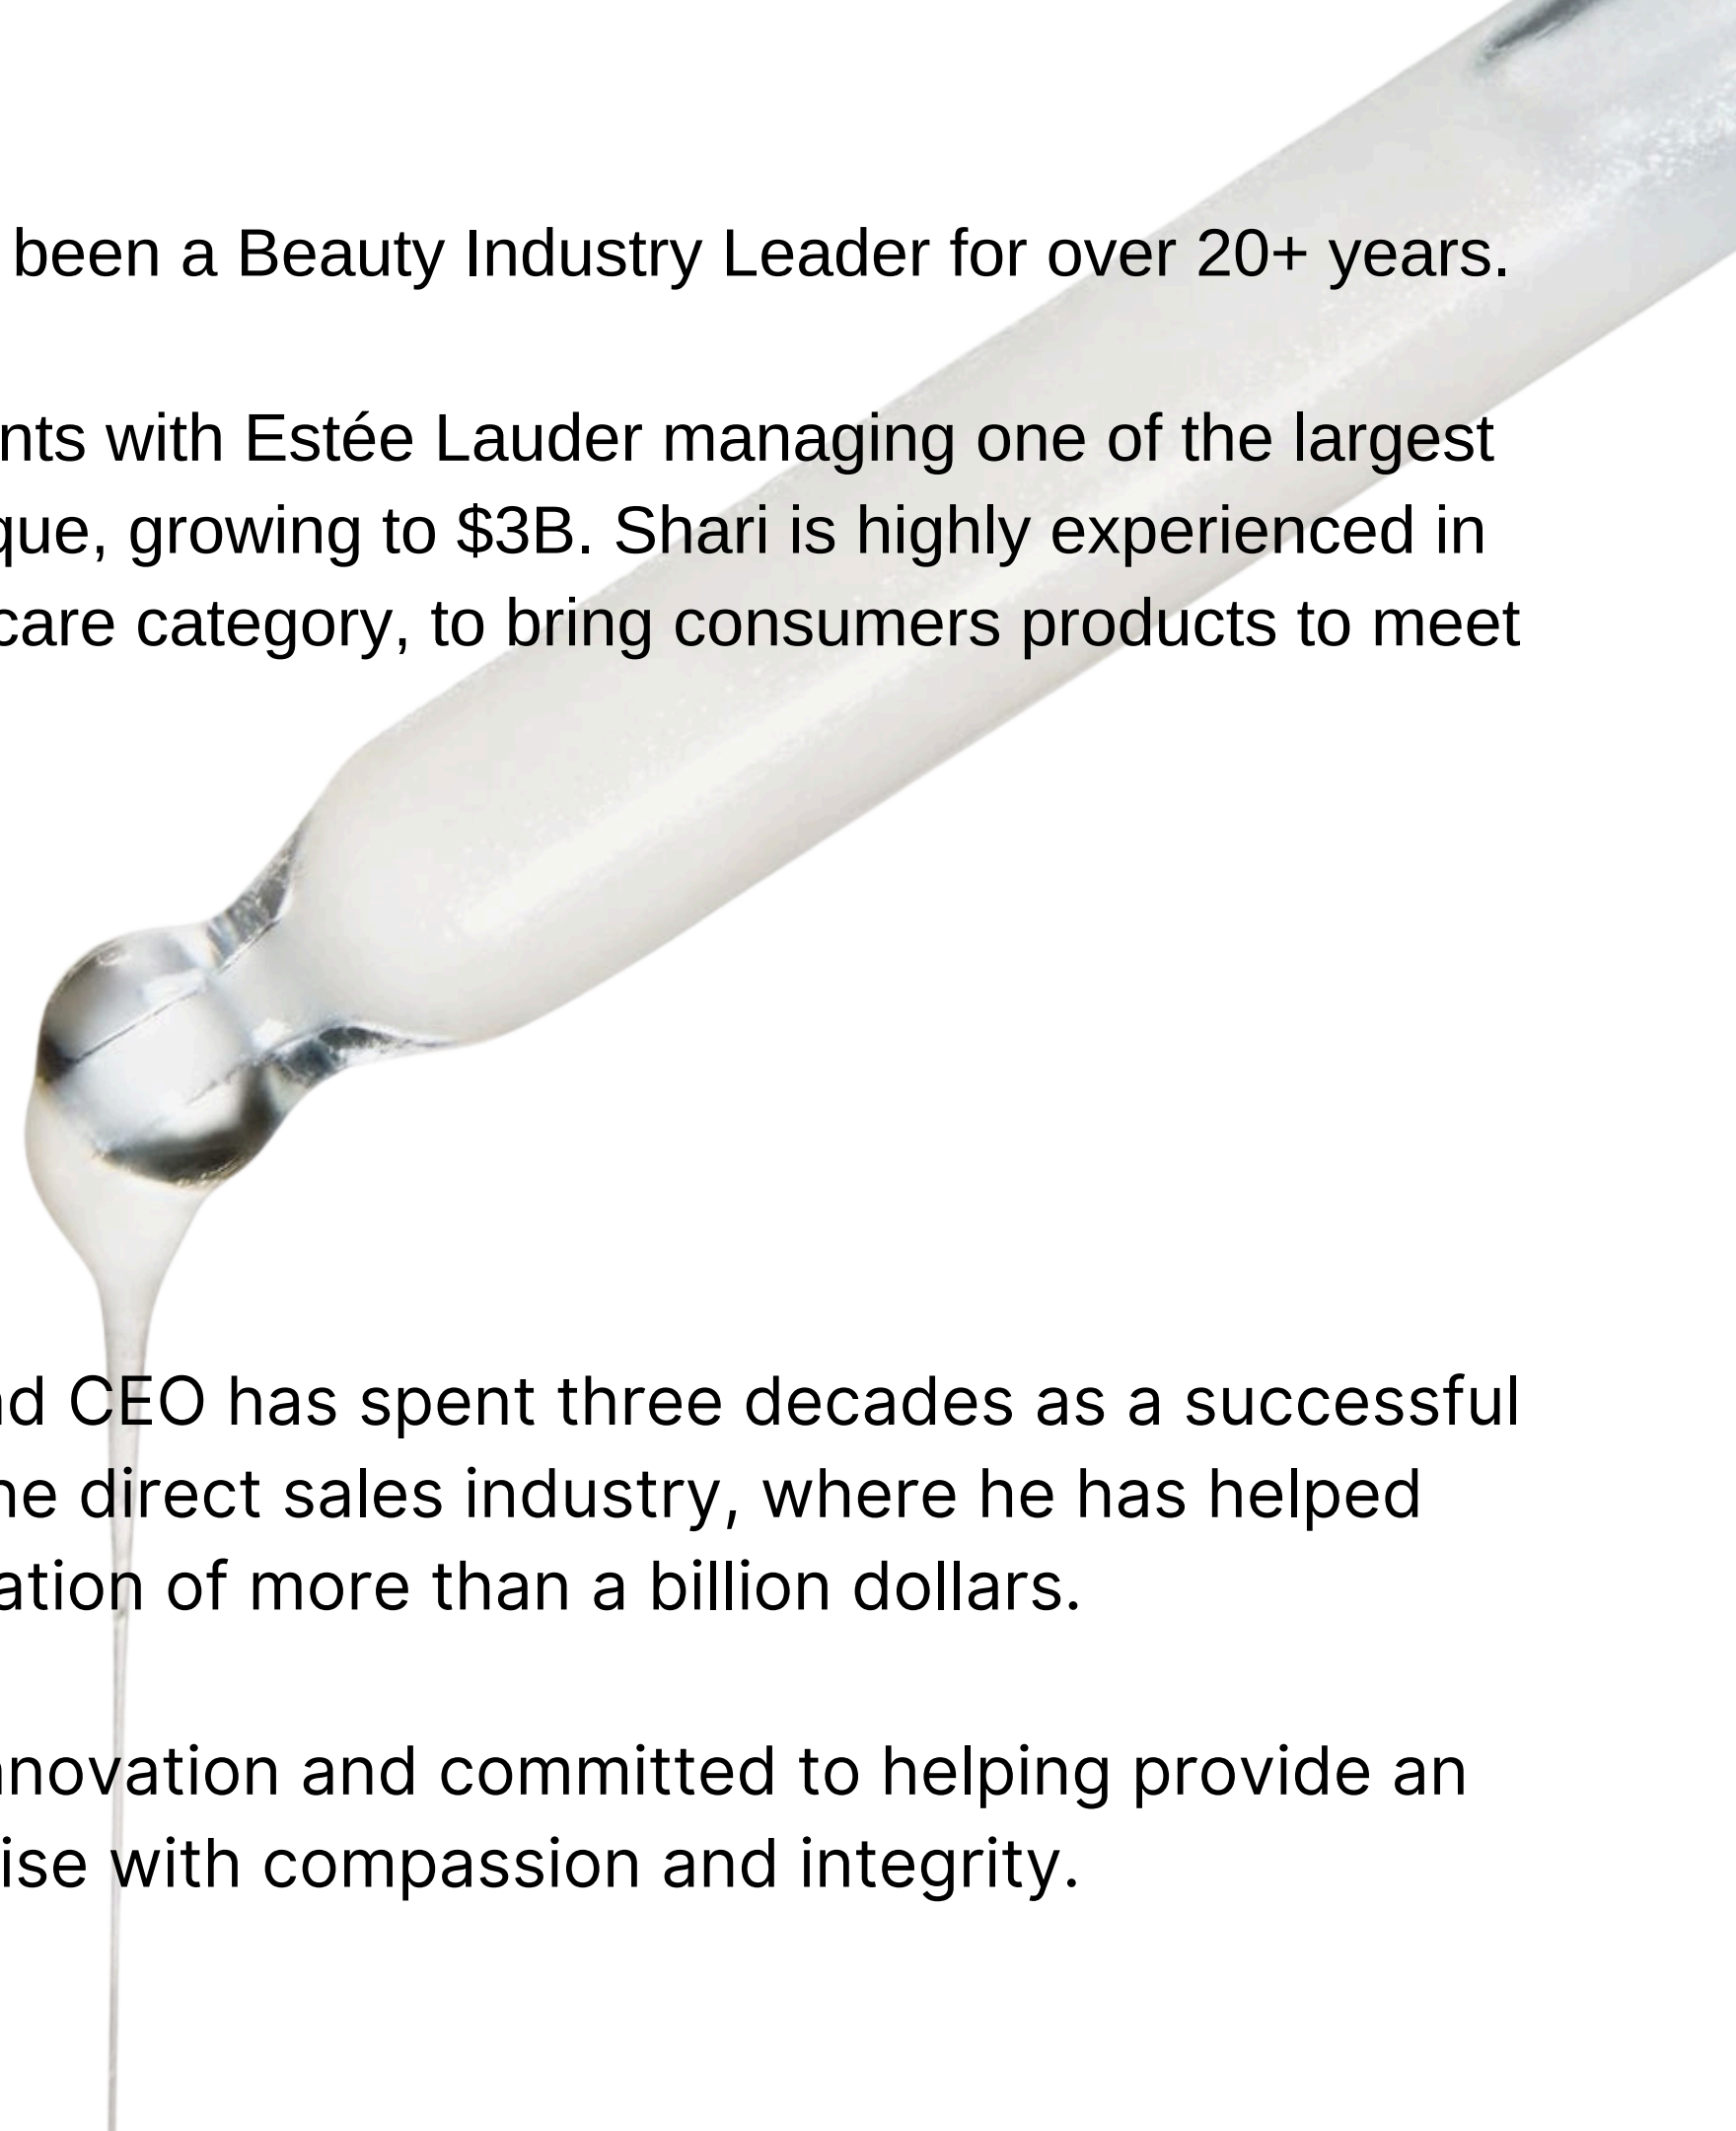 been a Beauty Industry Leader for over 20+ years.
nts with Estée Lauder managing one of the largest
que, growing to $3B. Shari is highly experienced in
care category, to bring consumers products to meet
nd CEO has spent three decades as a successful
he direct sales industry, where he has helped
ation of more than a billion dollars.
nnovation and committed to helping provide an
ise with compassion and integrity.